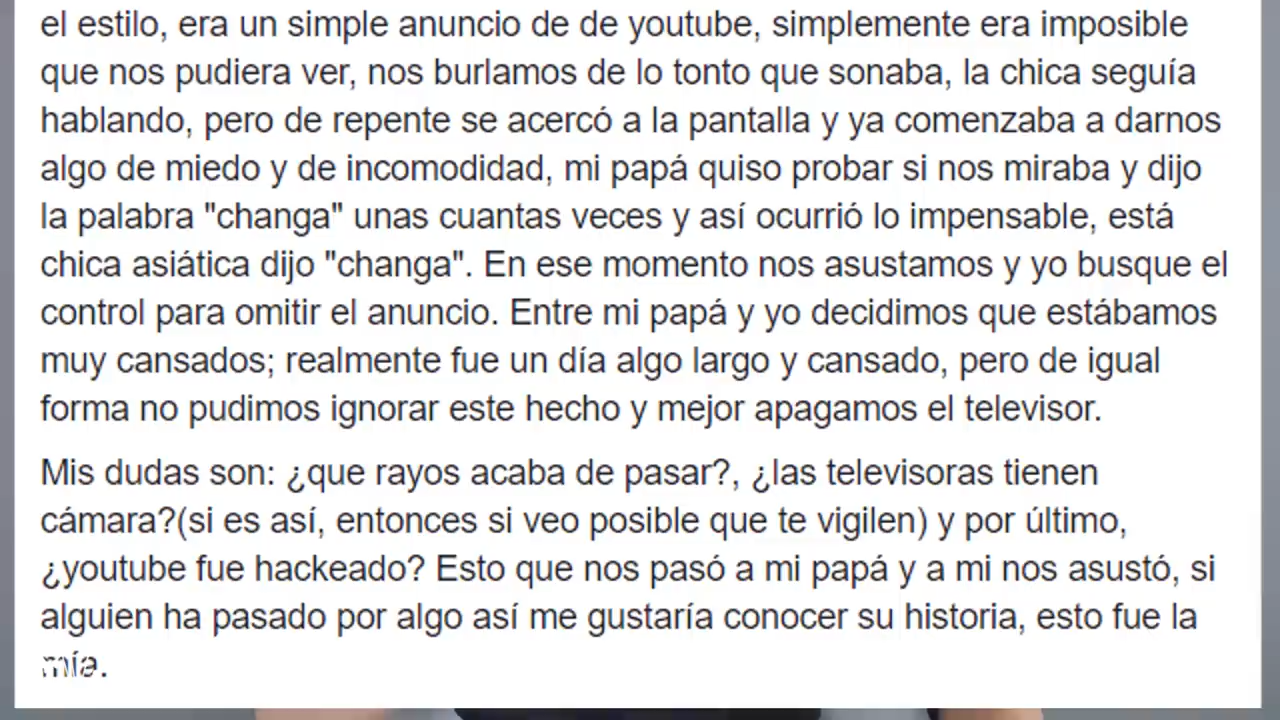 el estilo, era un simple anuncio de de youtube, simplemente era imposible
que nos pudiera ver, nos burlamos de lo tonto que sonaba, la chica seguía
hablando, pero de repente se acercó a la pantalla y ya comenzaba a darnos
algo de miedo y de incomodidad, mi papá quiso probar si nos miraba y dijo
la palabra "changa" unas cuantas veces y así ocurrió lo impensable, está
chica asiática dijo "changa". En ese momento nos asustamos y yo busque el
control para omitir el anuncio. Entre mi papá y yo decidimos que estábamos
muy cansados; realmente fue un día algo largo y cansado, pero de igual
forma no pudimos ignorar este hecho y mejor apagamos el televisor.
Mis dudas son: ¿que rayos acaba de pasar?, ¿las televisoras tienen
cámara?(si es así, entonces si veo posible que te vigilen) y por último,
¿youtube fue hackeado? Esto que nos pasó a mi papá y a mi nos asustó, si
alguien ha pasado por algo así me gustaría conocer su historia, esto fue la
mía.